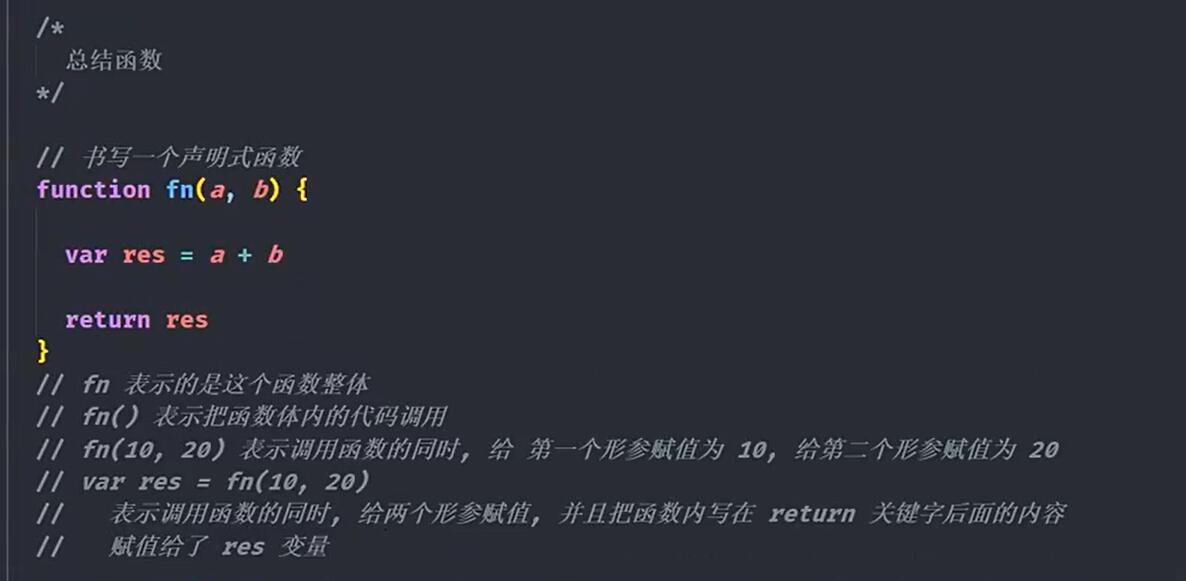 /*
总结函数
*/
// 书写一个声明式函数
function fn(a, b) {
var res = a + b
return res
}
// fn 表示的是这个函数整体
// fn() 表示把函数体内的代码调用
// fn(10, 20) 表示调用函数的同时, 给 第一个形参赋值为 10, 给第二个形参赋值为 20
// var res = fn(10, 20)
// 表示调用函数的同时, 给两个形参赋值, 并且把函数内写在 return 关键字后面的内容
// 赋值给了 res 变量